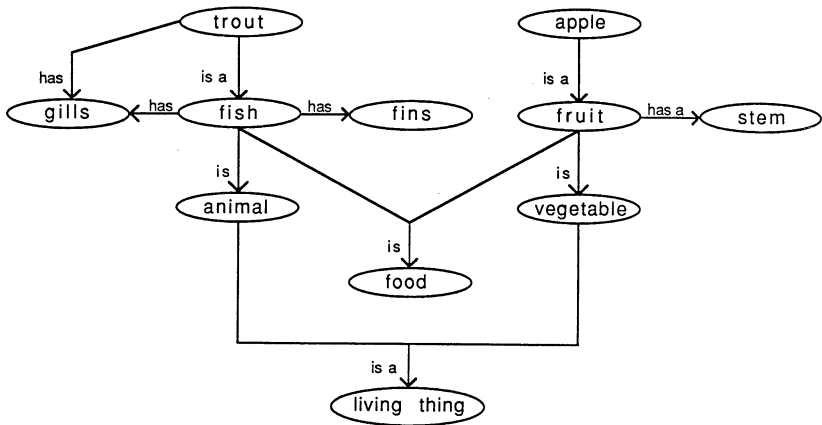 trout
apple
has
is a
is a
gills
has
fish
has
fins
fruit
has a
stem
is
is
animal
vegetable
is
food
is a
living thing